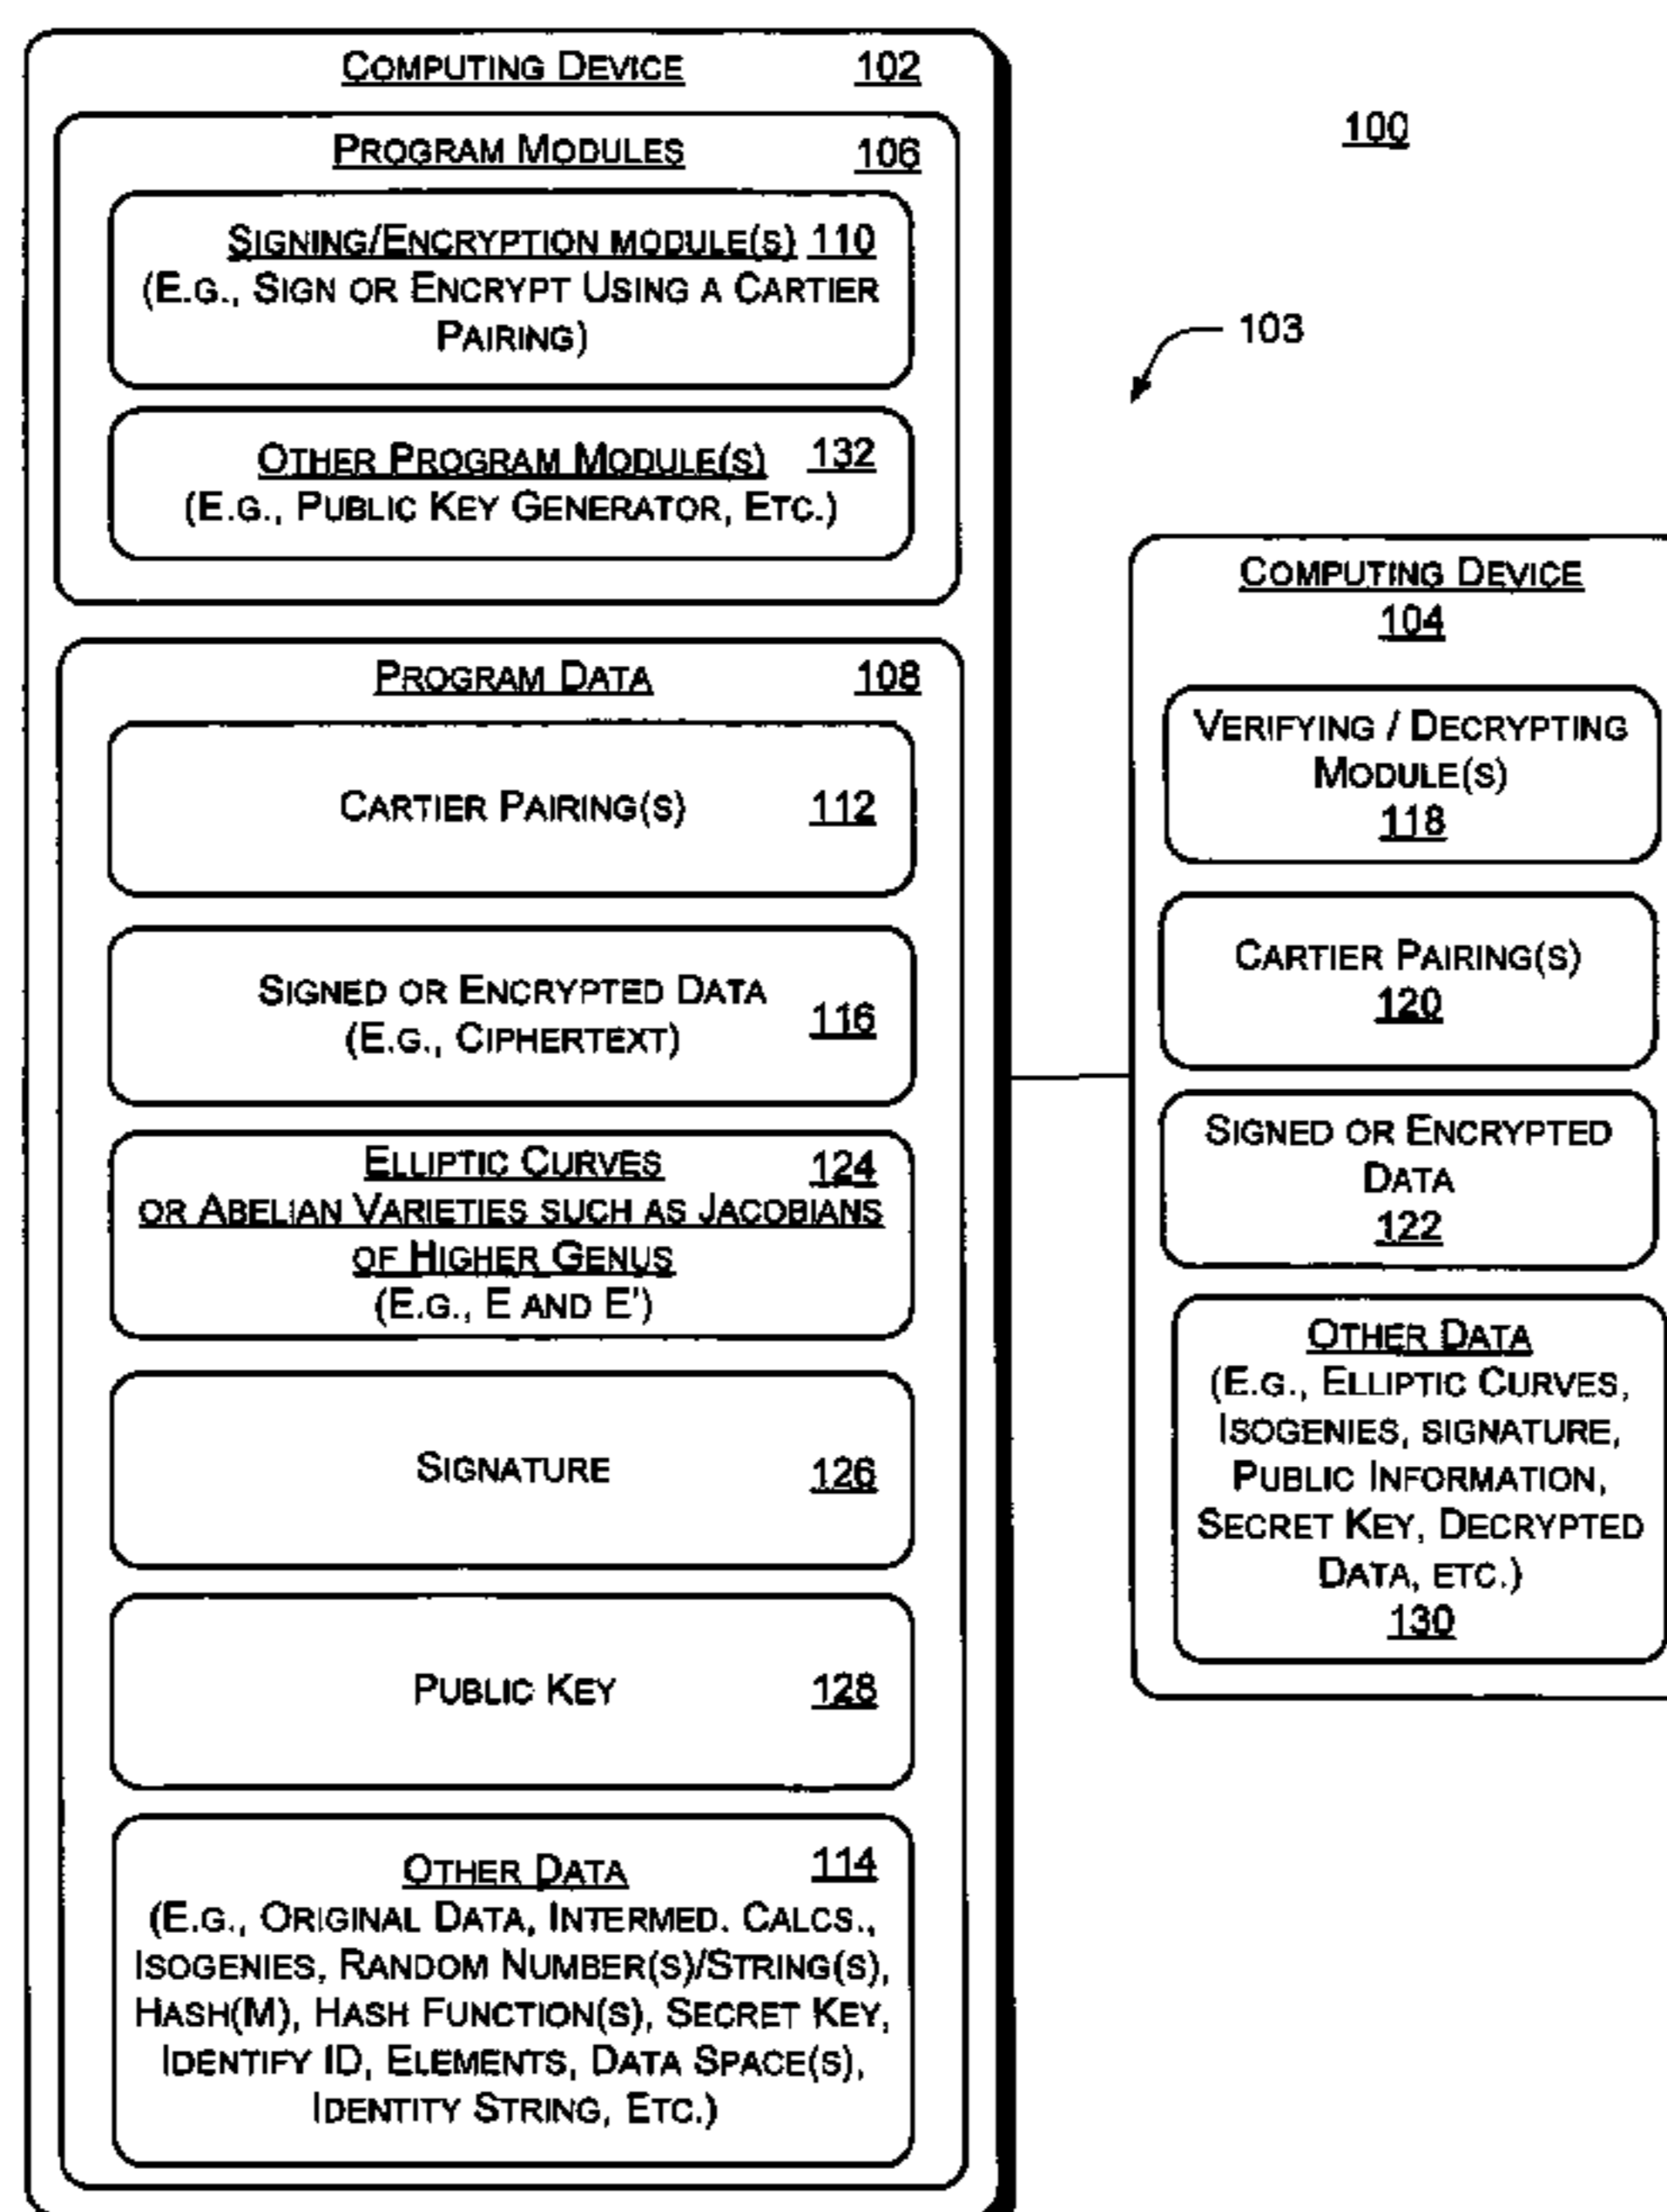 COMPUTING DEVICE 102
PROGRAM MODULES 106
SIGNING/ENCRYPTION MODULE(S) 110
(E.G., SIGN OR ENCRYPT USING A CARTIER
PAIRING)
OTHER PROGRAM MODULE(S) 132
(E.G., PUBLIC KEY GENERATOR, ETC.)
PROGRAM DATA 108
CARTIER PAIRING(S) 112
SIGNED OR ENCRYPTED DATA
(E.G., CIPHERTEXT) 116
ELLIPTIC CURVES 124
OR ABELIAN VARIETIES SUCH AS JACOBIANS
OF HIGHER GENUS
(E.G., E AND E')
SIGNATURE 126
PUBLIC KEY 128
OTHER DATA 114
(E.G., ORIGINAL DATA, INTERMED. CALCS.,
ISOGENIES, RANDOM NUMBER(S)/STRING(S),
HASH(M), HASH FUNCTION(S), SECRET KEY,
IDENTIFY ID, ELEMENTS, DATA SPACE(S),
IDENTITY STRING, ETC.)
100
103
COMPUTING DEVICE
104
VERIFYING / DECRYPTING
MODULE(S)
118
CARTIER PAIRING(S)
120
SIGNED OR ENCRYPTED
DATA
122
OTHER DATA
(E.G., ELLIPTIC CURVES,
ISOGENIES, SIGNATURE,
PUBLIC INFORMATION,
SECRET KEY, DECRYPTED
DATA, ETC.)
130